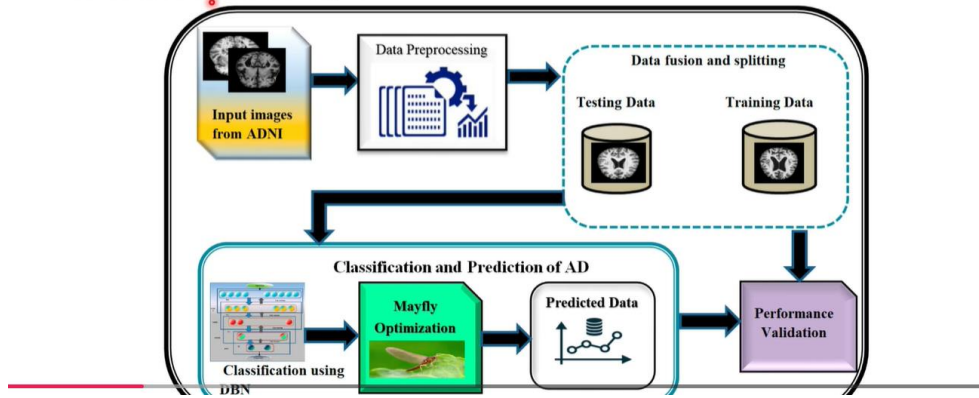 Data Preprocessing
Input images
from ADNI
Data fusion and splitting
Testing Data
Training Data
Classification and Prediction of AD
Classification using
DBN
Mayfly
Optimization
Predicted Data
Performance
Validation